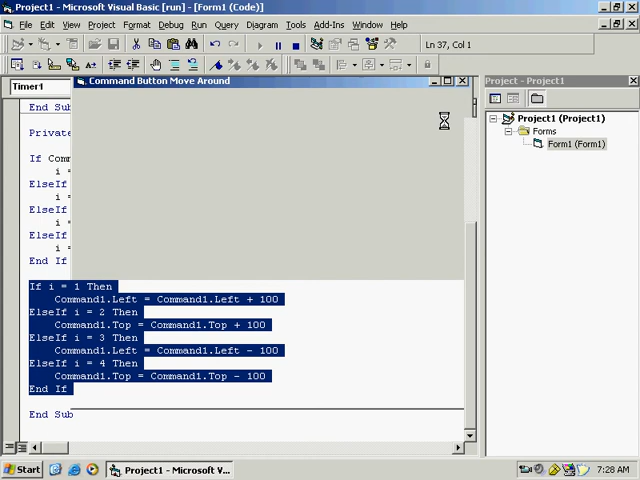 Project1 - Microsoft Visual Basic [run] - [Form1 (Code)]
File Edit View Project Format Debug Run Query Diagram Tools Add-Ins Window Help
Ln 37, Col 1
Timer1
Command Button Move Around
Project - Project1
End Sub
Private
If Comm
i =
ElseIf
i =
ElseIf
i =
ElseIf
i =
End If
If i = 1 Then
Command1.Left = Command1.Left + 100
ElseIf i = 2 Then
Command1.Top = Command1.Top + 100
ElseIf i = 3 Then
Command1.Left = Command1.Left - 100
ElseIf i = 4 Then
Command1.Top = Command1.Top - 100
End If
End Sub
Project1 (Project1)
Forms
Form1 (Form1)
Start
Project1 - Microsoft V...
7:28 AM